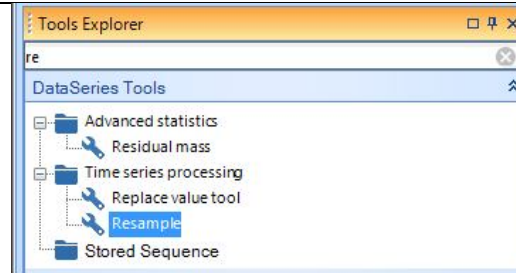 Tools Explorer
re
DataSeries Tools
Advanced statistics
Residual mass
Time series processing
Replace value tool
Resample
Stored Sequence